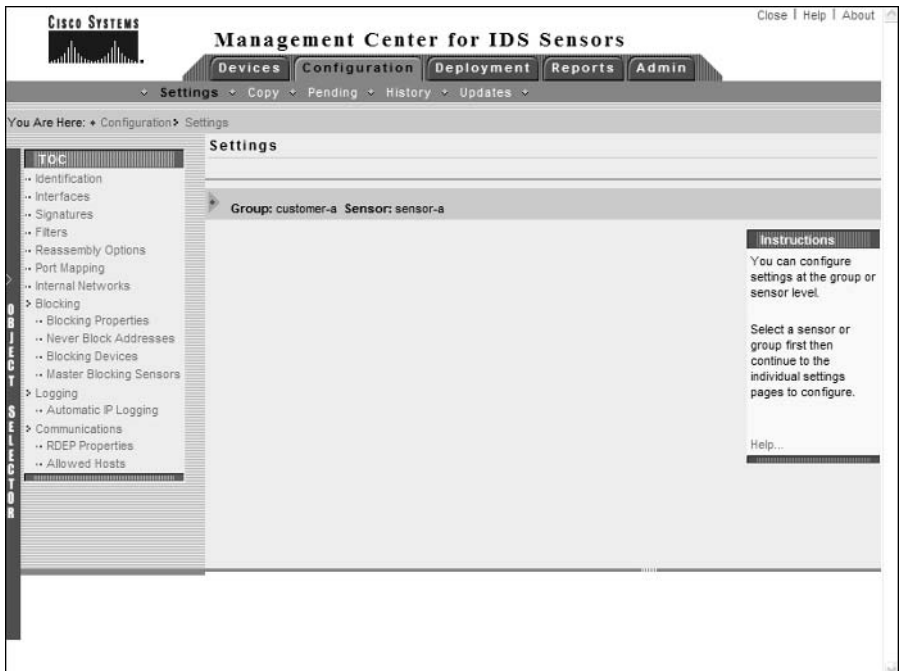 Close | Help | About
CISCO SYSTEMS
Management Center for IDS Sensors
Devices Configuration Deployment Reports Admin
Settings Copy Pending History Updates
You Are Here: Configuration > Settings
Settings
TOC
Identification
Interfaces
Signatures
Filters
Reassembly Options
Port Mapping
Internal Networks
Blocking
Blocking Properties
Never Block Addresses
Blocking Devices
Master Blocking Sensors
Logging
Automatic IP Logging
Communications
RDEP Properties
Allowed Hosts
OBJECT SELECTOR
Group: customer-a Sensor: sensor-a
Instructions
You can configure
settings at the group or
sensor level.
Select a sensor or
group first then
continue to the
individual settings
pages to configure.
Help...